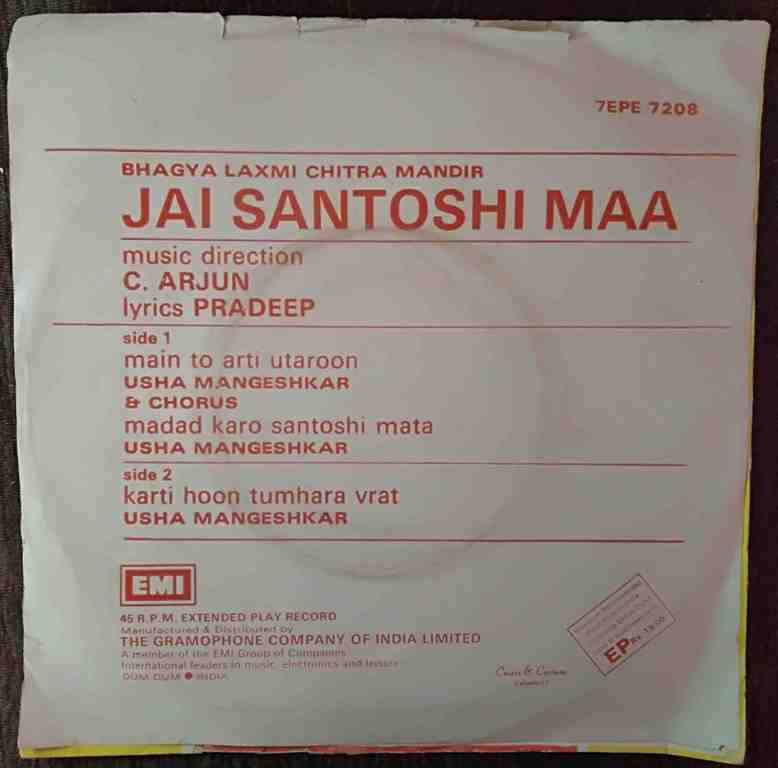 7EPE 7208
BHAGYA LAXMI CHITRA MANDIR
JAI SANTOSHI MAA
music direction
C. ARJUN
lyrics PRADEEP
side 1
main to arti utaroon
USHA MANGESHKAR
& CHORUS
madad karo santoshi mata
USHA MANGESHKAR
side 2
karti hoon tumhara vrat
USHA MANGESHKAR
EMI
45 R.P.M. EXTENDED PLAY RECORD
Manufactured & Distributed by
THE GRAMOPHONE COMPANY OF INDIA LIMITED
A member of the EMI Group of Companies
International leaders in music, electronics and leisure
DUM DUM ● INDIA
EP Rs.